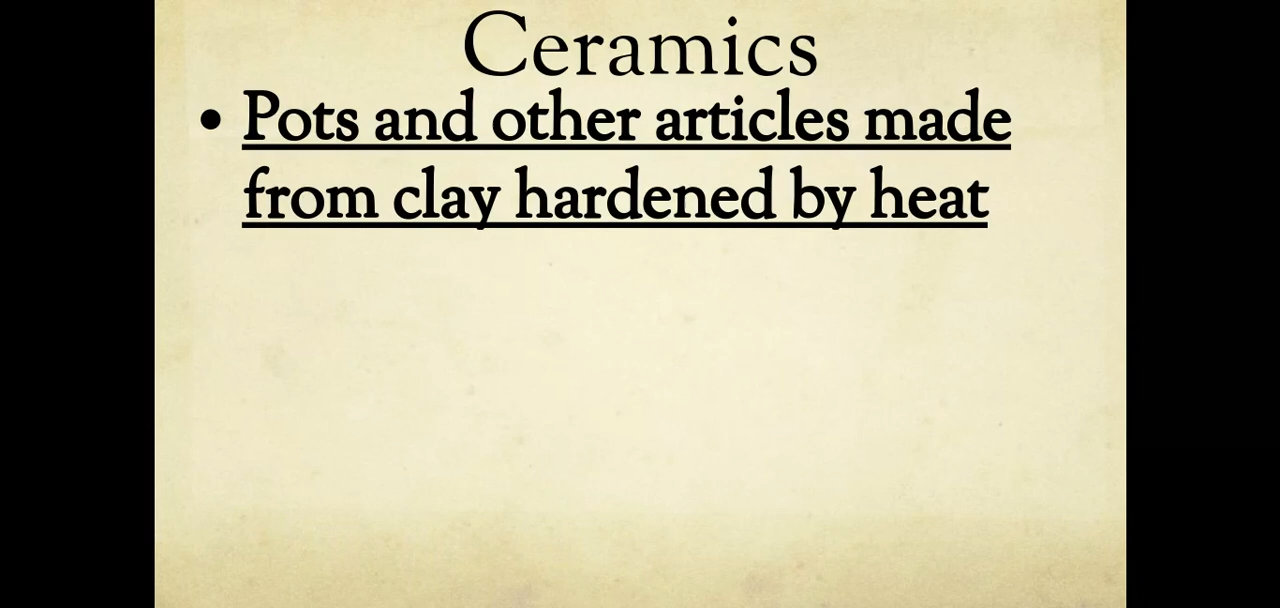 Ceramics
• Pots and other articles made
from clay hardened by heat